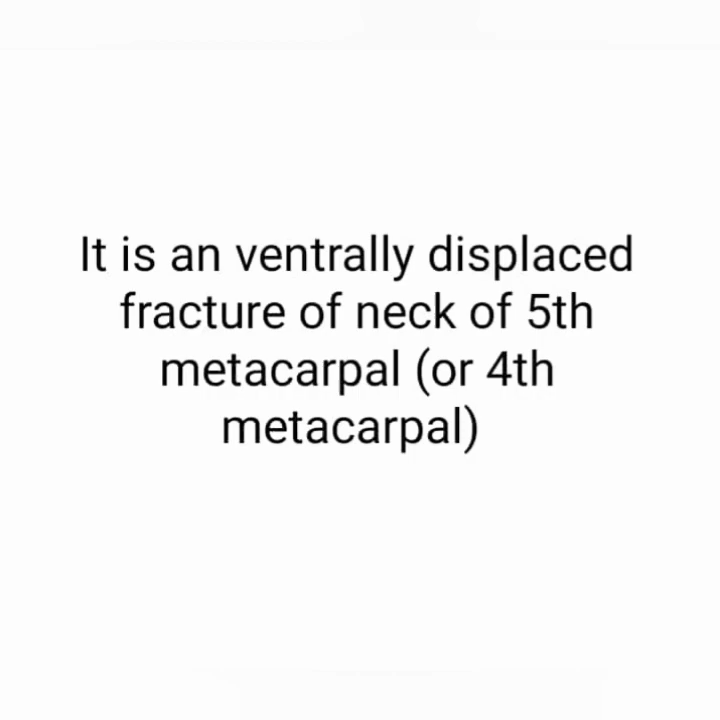 It is an ventrally displaced
fracture of neck of 5th
metacarpal (or 4th
metacarpal)